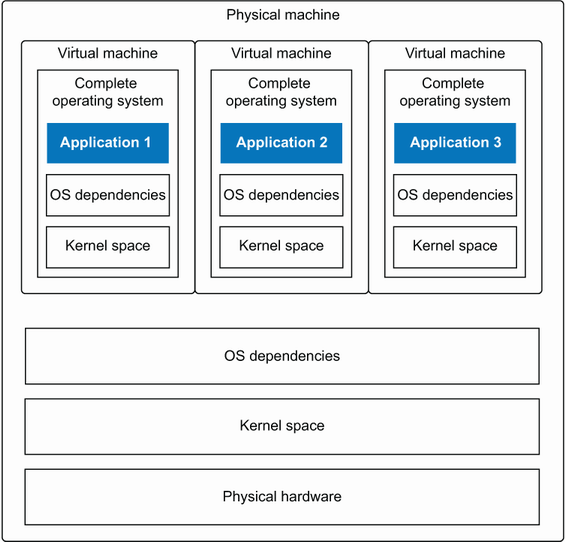 Physical machine
Virtual machine
Virtual machine
Virtual machine
Complete
operating system
Complete
operating system
Complete
operating system
Application 1
Application 2
Application 3
OS dependencies
OS dependencies
OS dependencies
Kernel space
Kernel space
Kernel space
OS dependencies
Kernel space
Physical hardware